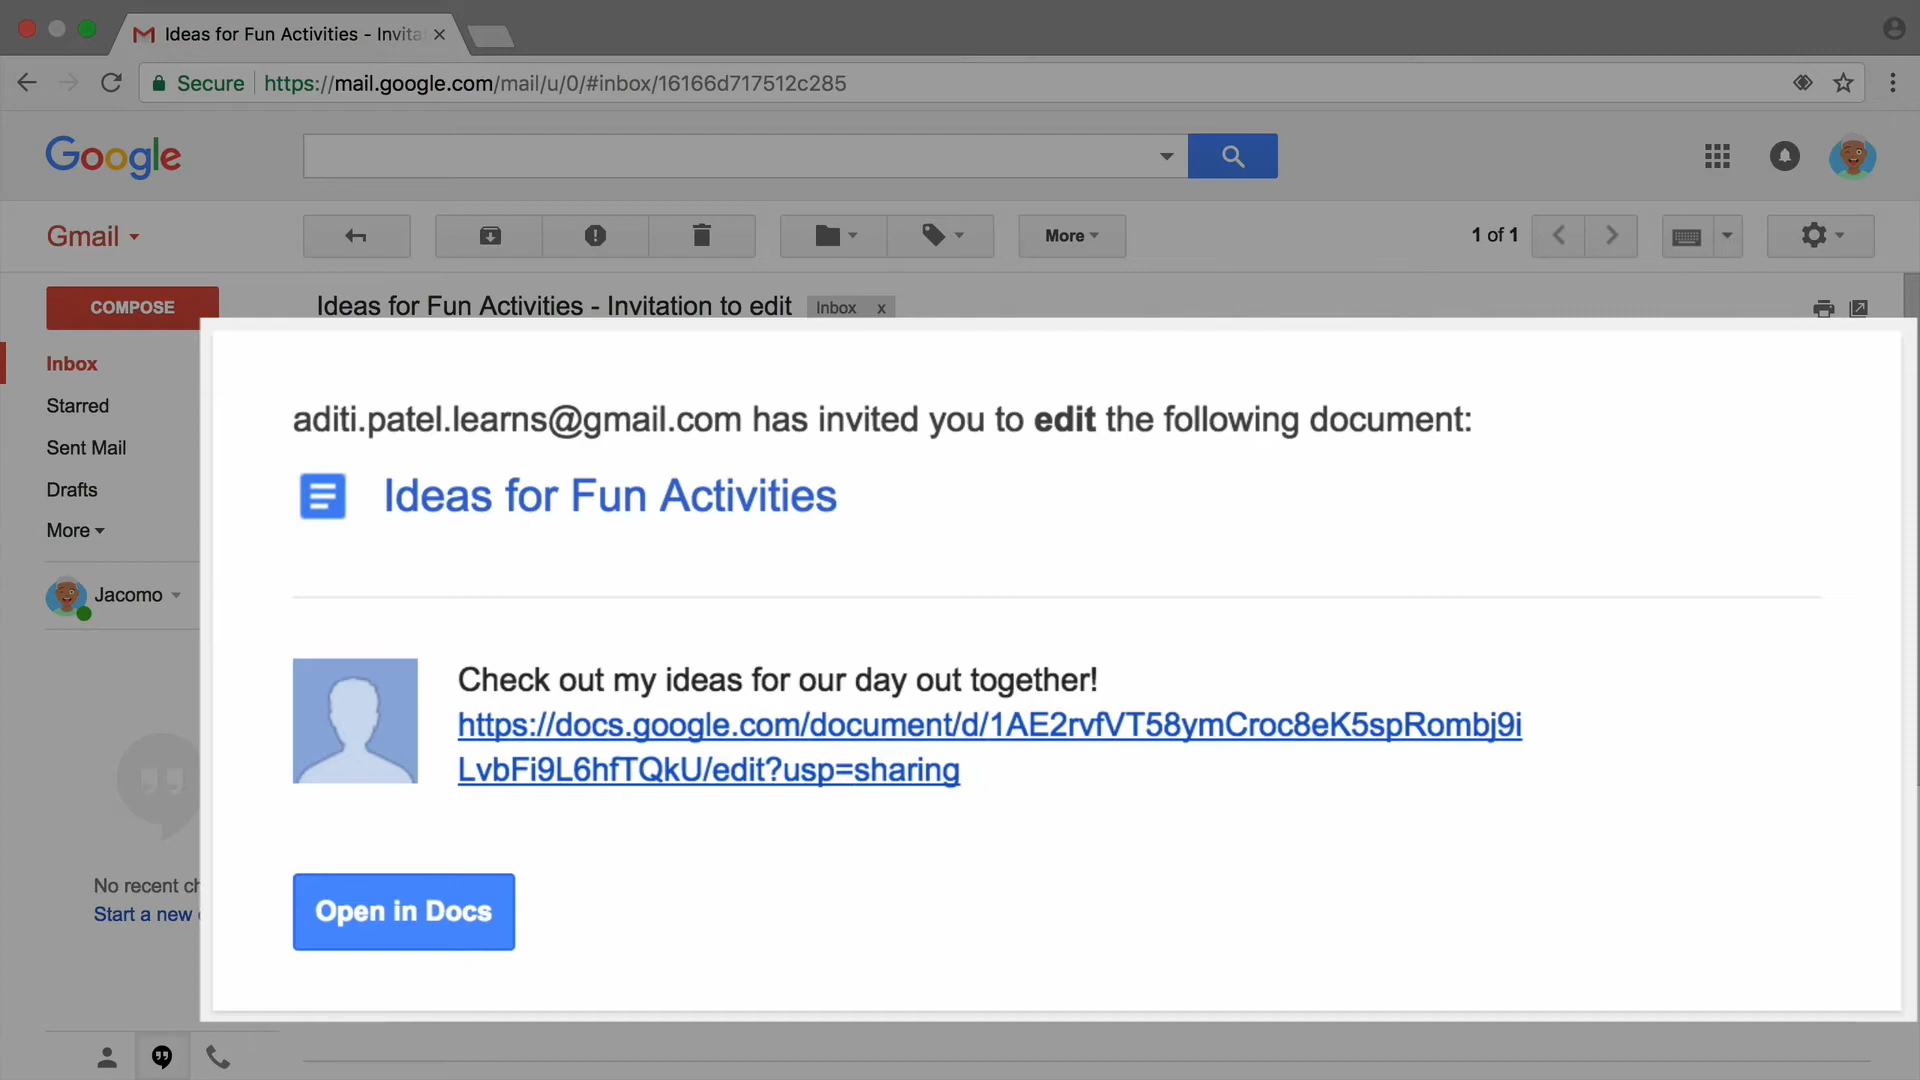 Ideas for Fun Activities - Invita
Secure https://mail.google.com/mail/u/0/#inbox/16166d717512c285
Google
Gmail
More
1 of 1
COMPOSE
Ideas for Fun Activities - Invitation to edit
Inbox x
Inbox
Starred
Sent Mail
Drafts
More
Jacomo
aditi.patel.learns@gmail.com has invited you to edit the following document:
Ideas for Fun Activities
Check out my ideas for our day out together!
https://docs.google.com/document/d/1AE2rvfVT58ymCroc8eK5spRombj9i
LvbFi9L6hfTQkU/edit?usp=sharing
Open in Docs
No recent
Start a new